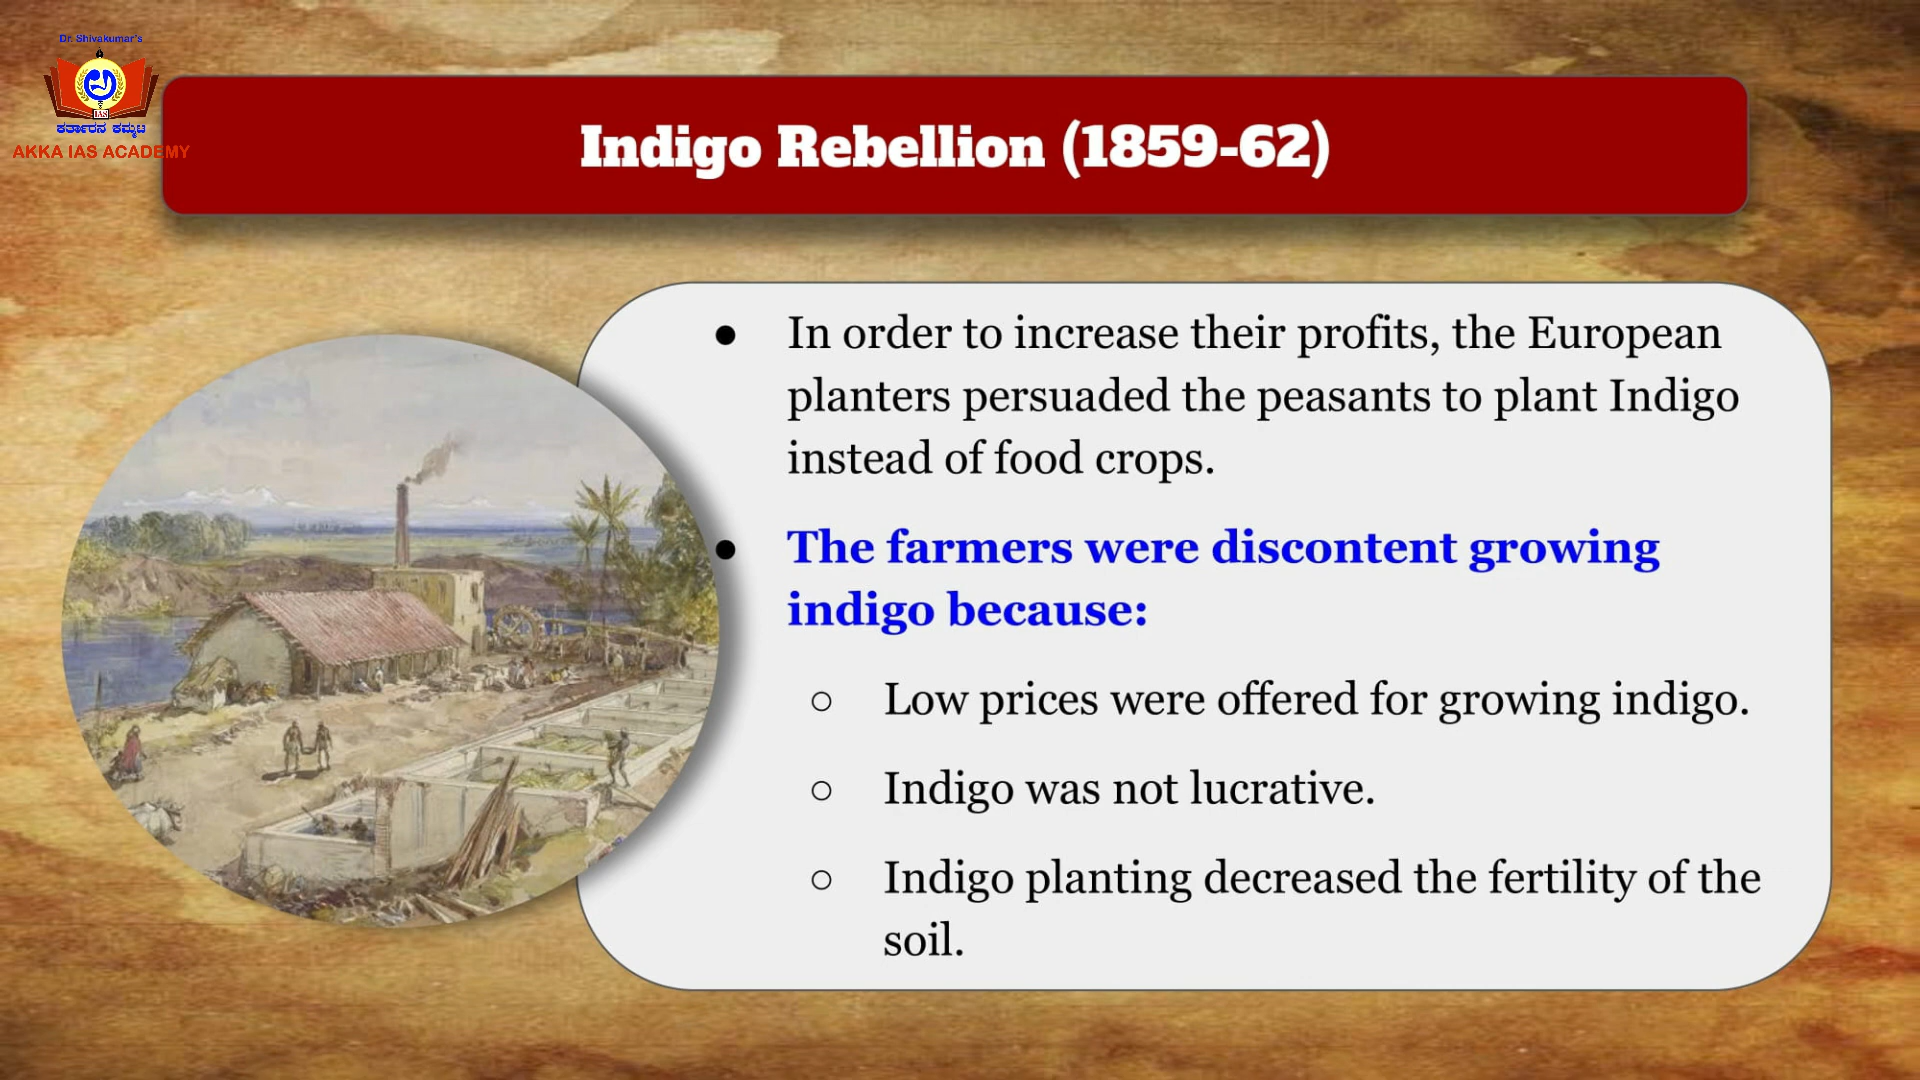 Dr. Shivakumar's
IAS
ಕರ್ತಾರನ ಕಮ್ಮಟ
AKKA IAS ACADEMY
Indigo Rebellion (1859-62)
● In order to increase their profits, the European
planters persuaded the peasants to plant Indigo
instead of food crops.
● The farmers were discontent growing
indigo because:
○ Low prices were offered for growing indigo.
○ Indigo was not lucrative.
○ Indigo planting decreased the fertility of the
soil.